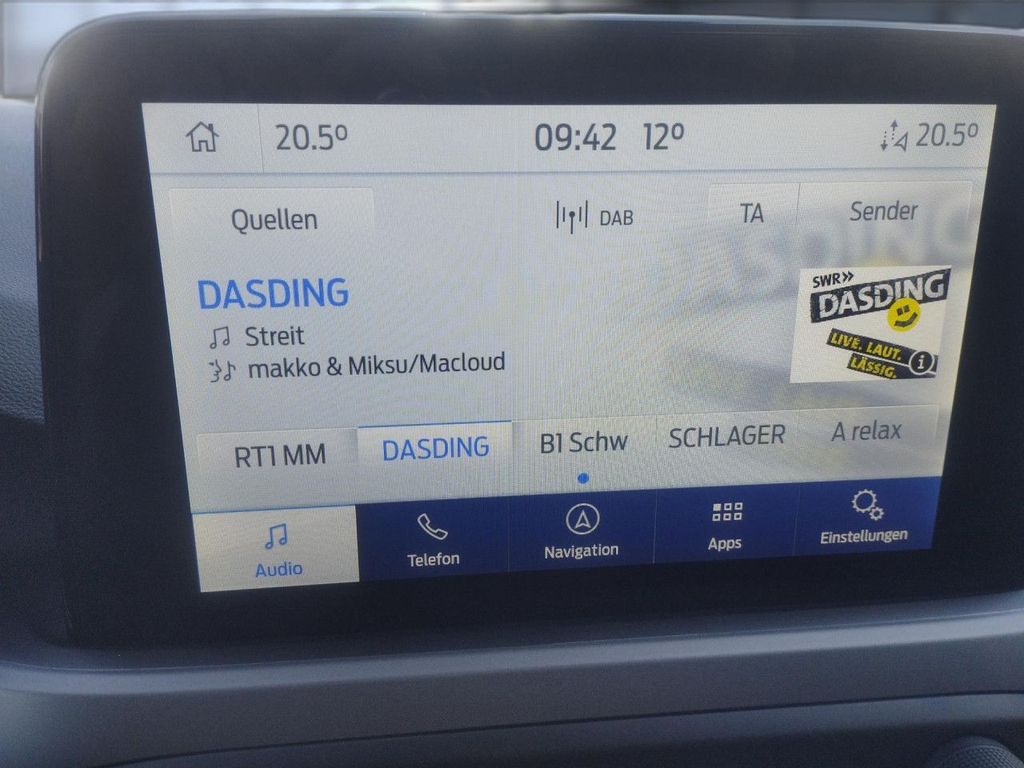 20.5° 09:42 12° 20.5°
Quellen DAB TA Sender
DASDING
DASDING
Streit
makko & Miksu/Macloud
SWR»
DASDING
LIVE. LAUT.
LÄSSIG.
RT1 MM DASDING B1 Schw SCHLAGER A relax
Audio Telefon Navigation Apps Einstellungen